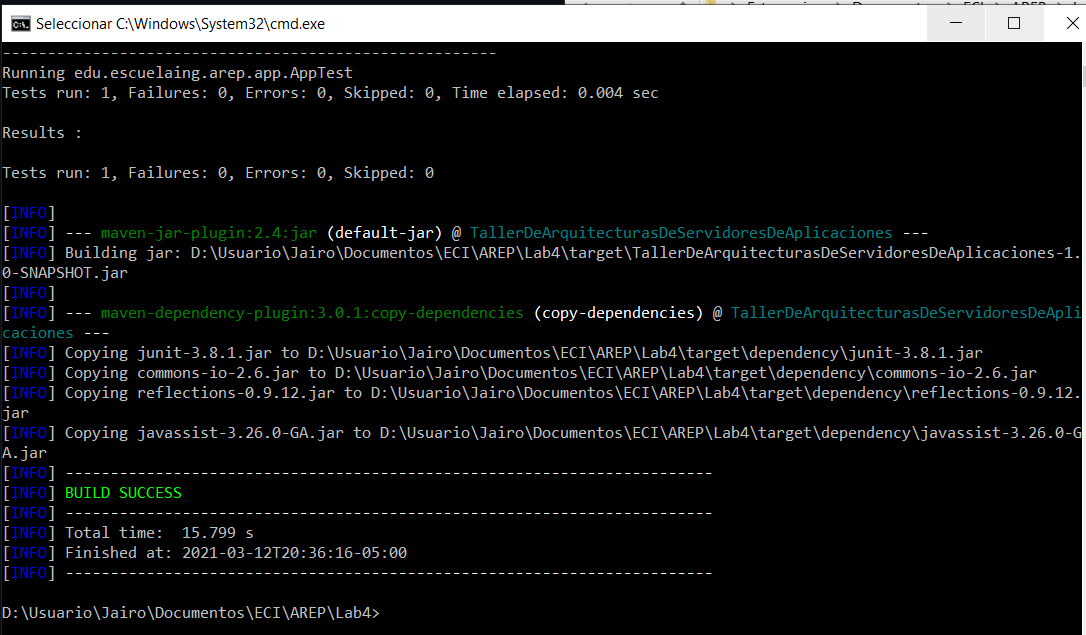 Seleccionar C:\Windows\System32\cmd.exe
-------------------------------------------------------
Running edu.escuelaing.arep.app.AppTest
Tests run: 1, Failures: 0, Errors: 0, Skipped: 0, Time elapsed: 0.004 sec
Results :
Tests run: 1, Failures: 0, Errors: 0, Skipped: 0
[INFO]
[INFO] --- maven-jar-plugin:2.4:jar (default-jar) @ TallerDeArquitecturasDeServidoresDeAplicaciones ---
[INFO] Building jar: D:\Usuario\Jairo\Documentos\ECI\AREP\Lab4\target\TallerDeArquitecturasDeServidoresDeAplicaciones-1.
0-SNAPSHOT.jar
[INFO]
[INFO] --- maven-dependency-plugin:3.0.1:copy-dependencies (copy-dependencies) @ TallerDeArquitecturasDeServidoresDeApli
caciones ---
[INFO] Copying junit-3.8.1.jar to D:\Usuario\Jairo\Documentos\ECI\AREP\Lab4\target\dependency\junit-3.8.1.jar
[INFO] Copying commons-io-2.6.jar to D:\Usuario\Jairo\Documentos\ECI\AREP\Lab4\target\dependency\commons-io-2.6.jar
[INFO] Copying reflections-0.9.12.jar to D:\Usuario\Jairo\Documentos\ECI\AREP\Lab4\target\dependency\reflections-0.9.12.
jar
[INFO] Copying javassist-3.26.0-GA.jar to D:\Usuario\Jairo\Documentos\ECI\AREP\Lab4\target\dependency\javassist-3.26.0-G
A.jar
[INFO] ------------------------------------------------------------------------
[INFO] BUILD SUCCESS
[INFO] ------------------------------------------------------------------------
[INFO] Total time:  15.799 s
[INFO] Finished at: 2021-03-12T20:36:16-05:00
[INFO] ------------------------------------------------------------------------
D:\Usuario\Jairo\Documentos\ECI\AREP\Lab4>